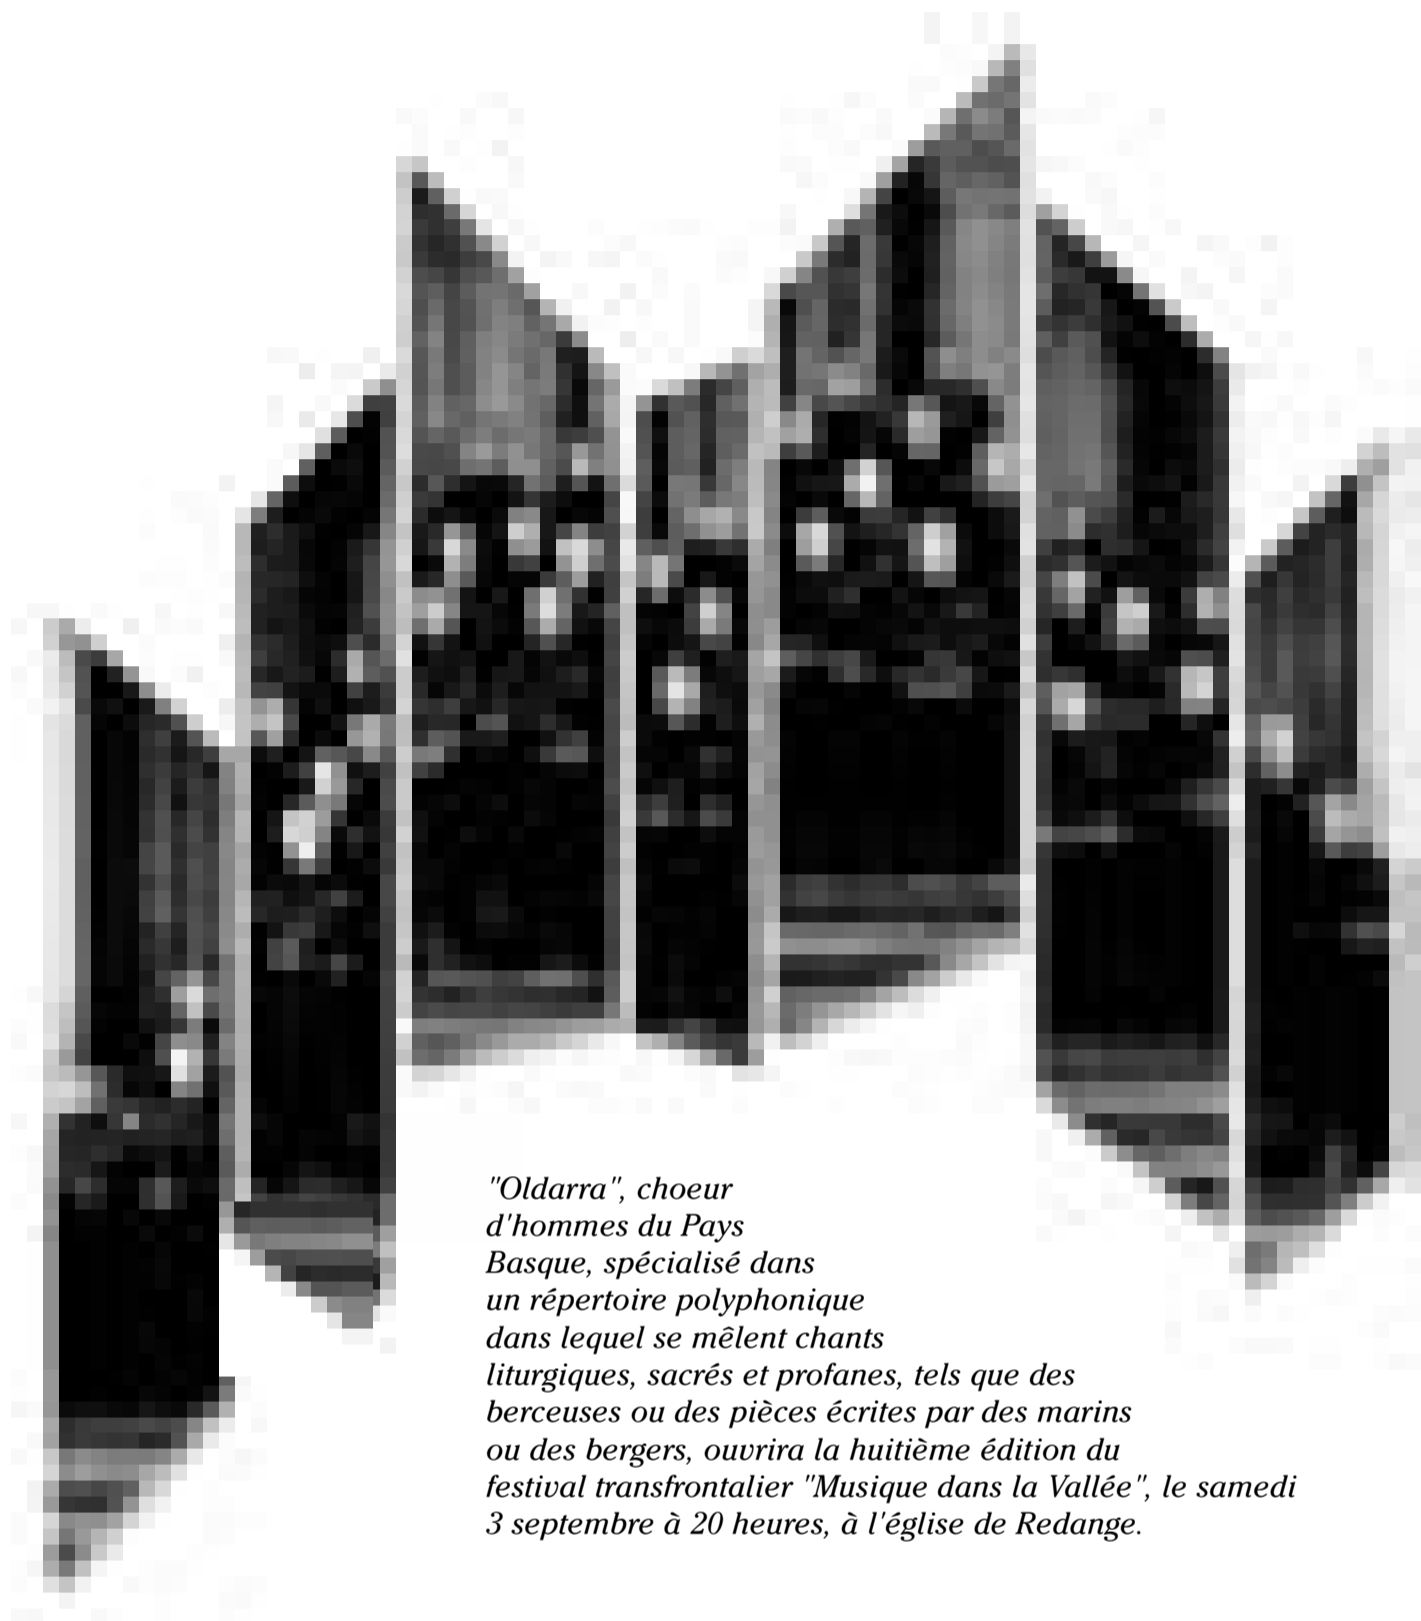 "Oldarra", choeur
d'hommes du Pays
Basque, spécialisé dans
un répertoire polyphonique
dans lequel se mêlent chants
liturgiques, sacrés et profanes, tels que des
berceuses ou des pièces écrites par des marins
ou des bergers, ouvrira la huitième édition du
festival transfrontalier "Musique dans la Vallée", le samedi
3 septembre à 20 heures, à l'église de Redange.